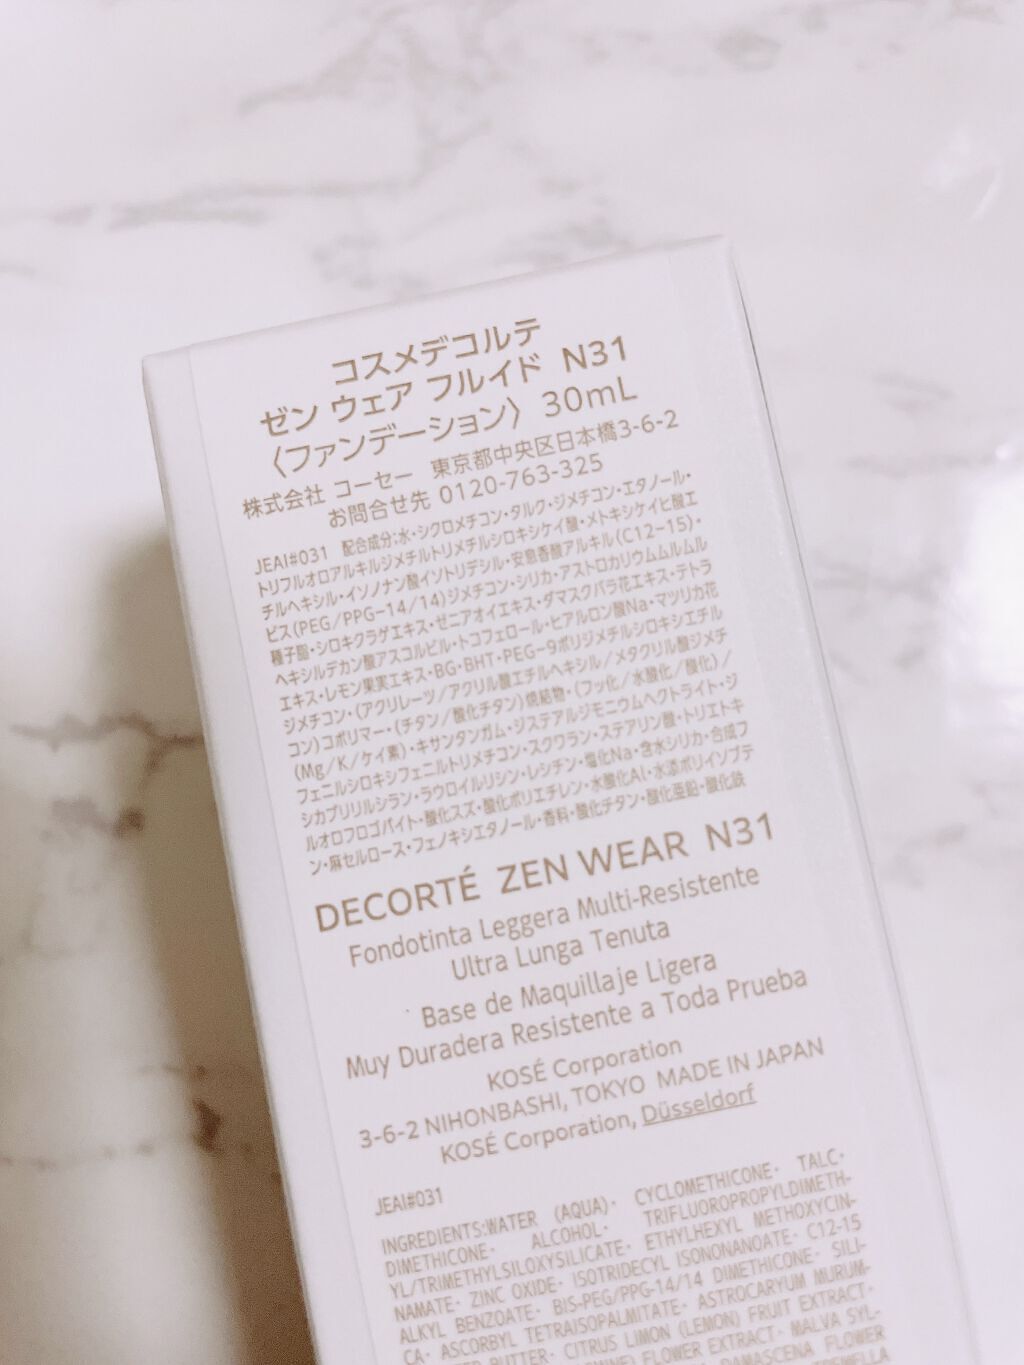 コスメデコルテ
ゼン ウェア フルイド N31
〈ファンデーション〉 30mL
株式会社 コーセー 東京都中央区日本橋3-6-2
お問合せ先 0120-763-325
JEAI#031 配合成分:水・シクロメチコン・タルク・ジメチコン・エタノール・
トリフルオロアルキルジメチルトリメチルシロキシケイ酸・メトキシケイヒ酸エ
チルヘキシル・イソノナン酸イソトリデシル・安息香酸アルキル(C12-15)・
ビス(PEG/PPG-14/14)ジメチコン・シリカ・アストロカリウムムルムル
種子脂・シロキクラゲエキス・ゼニアオイエキス・ダマスクバラ花エキス・テトラ
ヘキシルデカン酸アスコルビル・トコフェロール・ヒアルロン酸Na・マツリカ花
エキス・レモン果実エキス・BG・BHT・PEG-9ポリジメチルシロキシエチル
ジメチコン・(アクリレーツ/アクリル酸エチルヘキシル/メタクリル酸ジメチ
コン)コポリマー・(チタン/酸化チタン)焼結物・(フッ化/水酸化/酸化)/
(Mg/K/ケイ素)・キサンタンガム・ジステアルジモニウムヘクトライト・ジ
フェニルシロキシフェニルトリメチコン・スクワラン・ステアリン酸・トリエトキ
シカプリリルシラン・ラウロイルリシン・レシチン・塩化Na・含水シリカ・合成フ
ルオロフロゴパイト・酸化スズ・酸化ポリエチレン・水酸化Al・水添ポリイソブテ
ン・麻セルロース・フェノキシエタノール・香料・酸化チタン・酸化亜鉛・酸化鉄
DECORTÉ ZEN WEAR N31
Fondotinta Leggera Multi-Resistente
Ultra Lunga Tenuta
Base de Maquillaje Ligera
Muy Duradera Resistente a Toda Prueba
KOSÉ Corporation
3-6-2 NIHONBASHI, TOKYO MADE IN JAPAN
KOSÉ Corporation, Düsseldorf
JEAI#031
INGREDIENTS:WATER (AQUA)・ CYCLOMETHICONE・ TALC・
DIMETHICONE・ ALCOHOL・ TRIFLUOROPROPYLDIMETH-
YL/TRIMETHYLSILOXYSILICATE・ ETHYLHEXYL METHOXYCIN-
NAMATE・ ZINC OXIDE・ ISOTRIDECYL ISONONANOATE・ C12-15
ALKYL BENZOATE・ BIS-PEG/PPG-14/14 DIMETHICONE・ SILI-
CA・ ASCORBYL TETRAISOPALMITATE・ ASTROCARYUM MURUM-
BUTTER・ CITRUS LIMON (LEMON) FRUIT EXTRACT・
FLOWER EXTRACT・ MALVA SYL-
DAMASCENA FLOWER